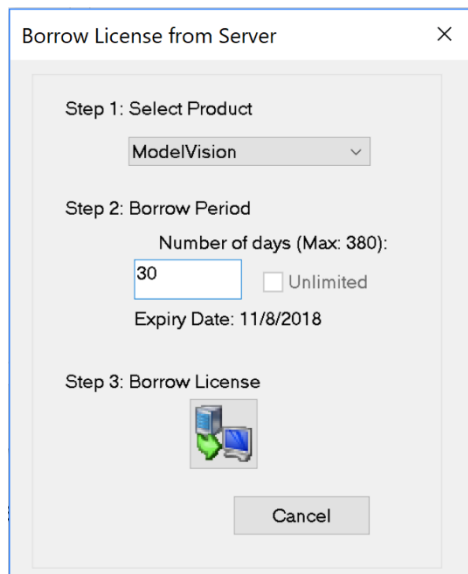 Borrow License from Server
Step 1: Select Product
ModelVision
Step 2: Borrow Period
Number of days (Max: 380):
30
Unlimited
Expiry Date: 11/8/2018
Step 3: Borrow License
Cancel